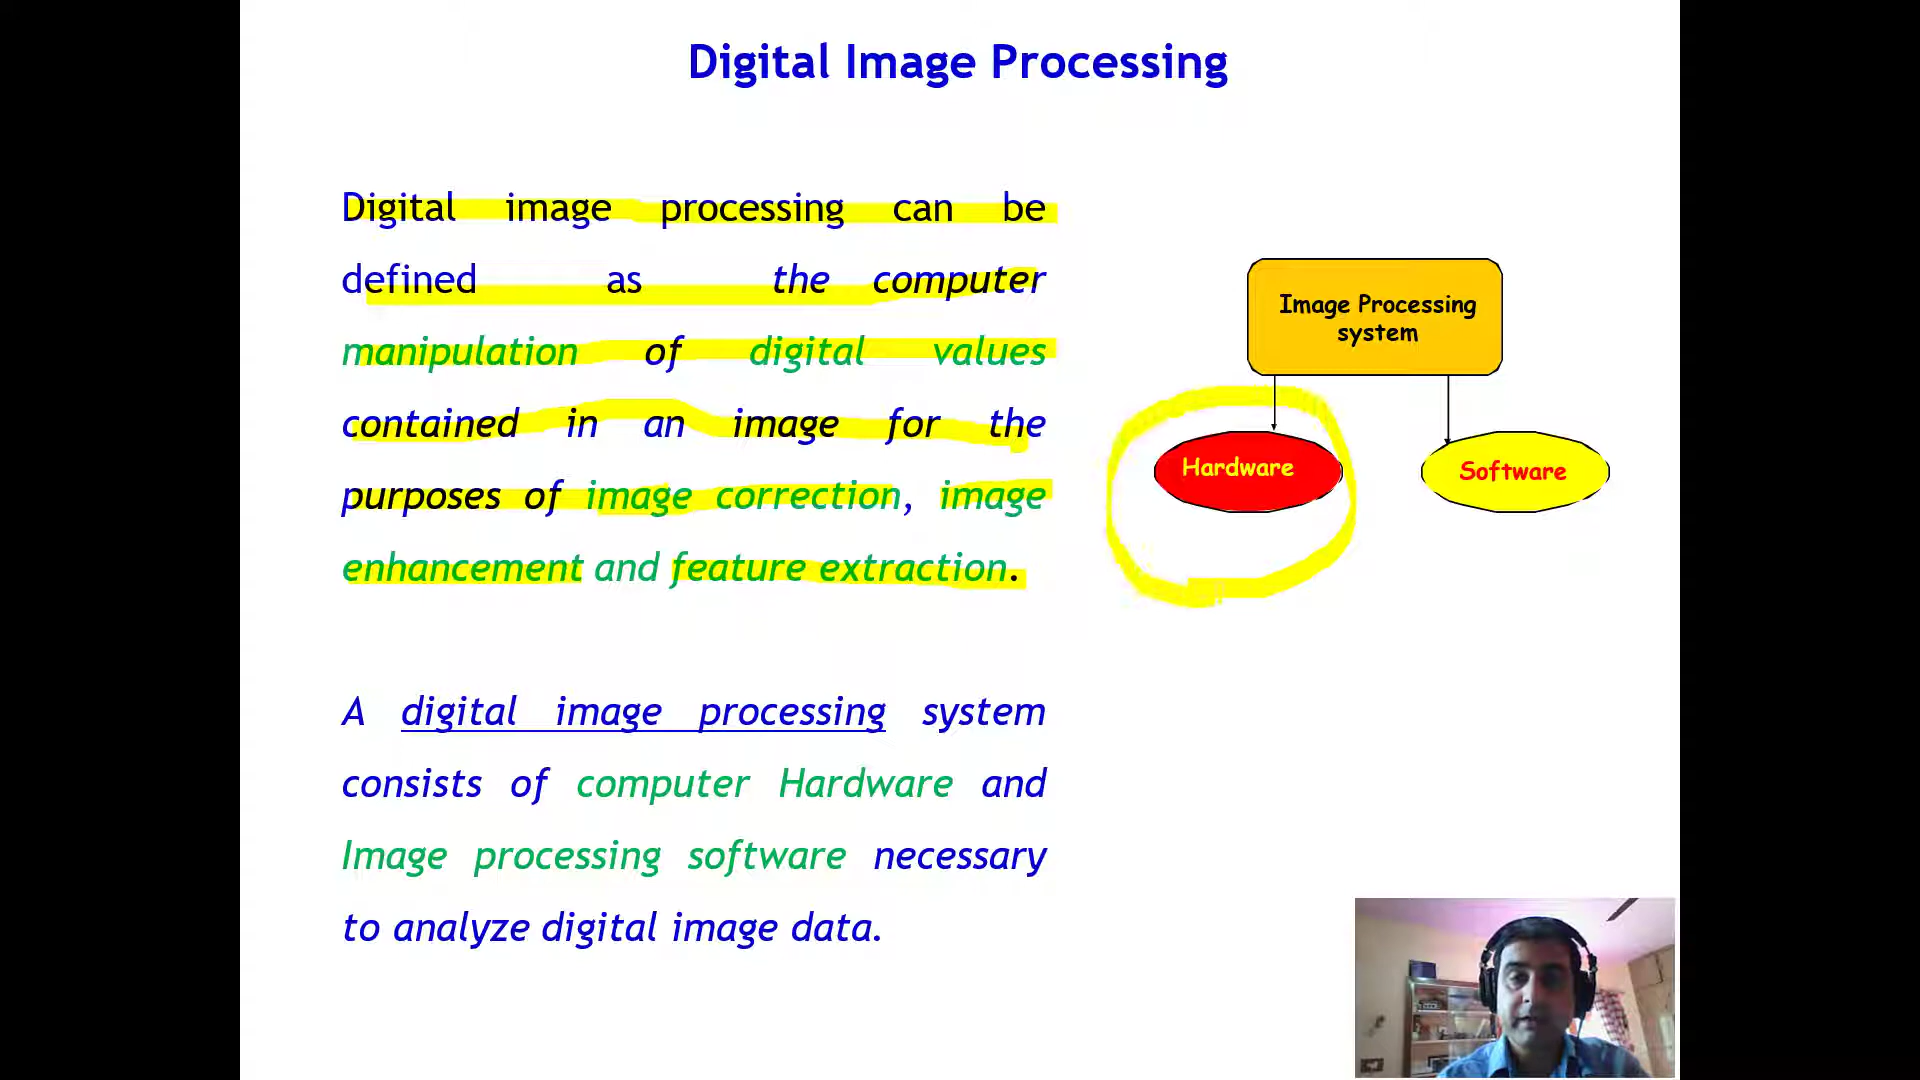 Digital Image Processing
Digital image processing can be
defined as the computer
manipulation of digital values
contained in an image for the
purposes of image correction, image
enhancement and feature extraction.
A digital image processing system
consists of computer Hardware and
Image processing software necessary
to analyze digital image data.
Image Processing
system
Hardware
Software